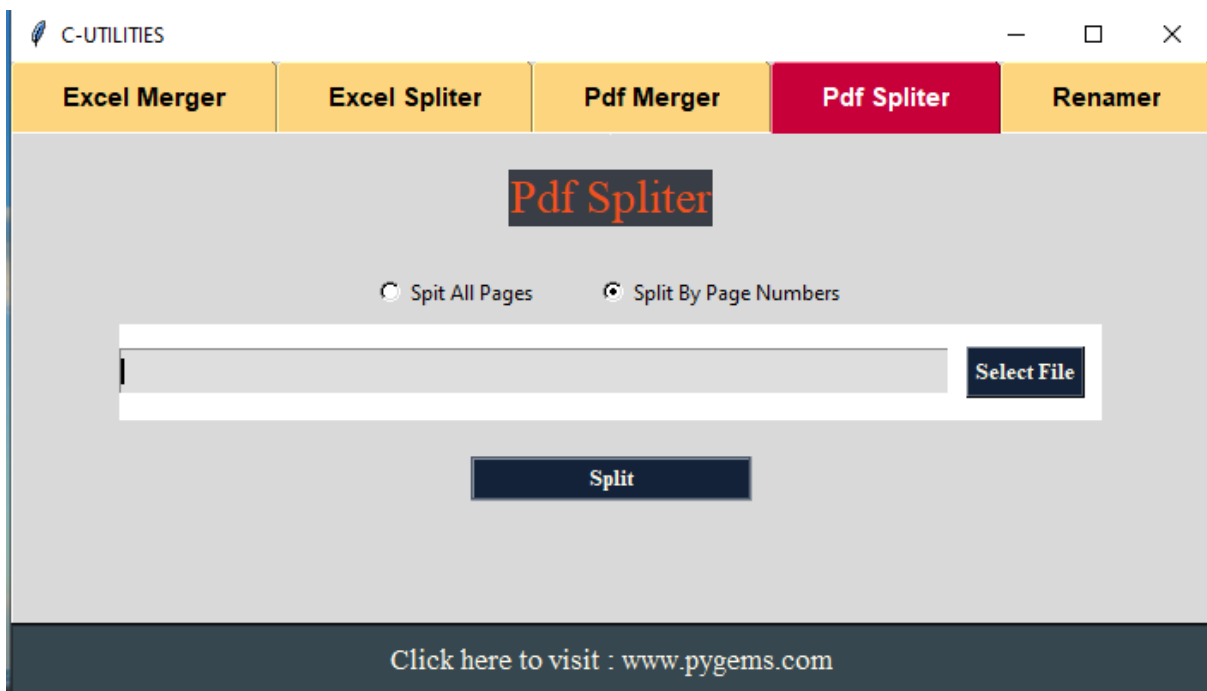 C-UTILITIES
Excel Merger Excel Spliter Pdf Merger Pdf Spliter Renamer
Pdf Spliter
Spit All Pages Split By Page Numbers
Select File
Split
Click here to visit : www.pygems.com